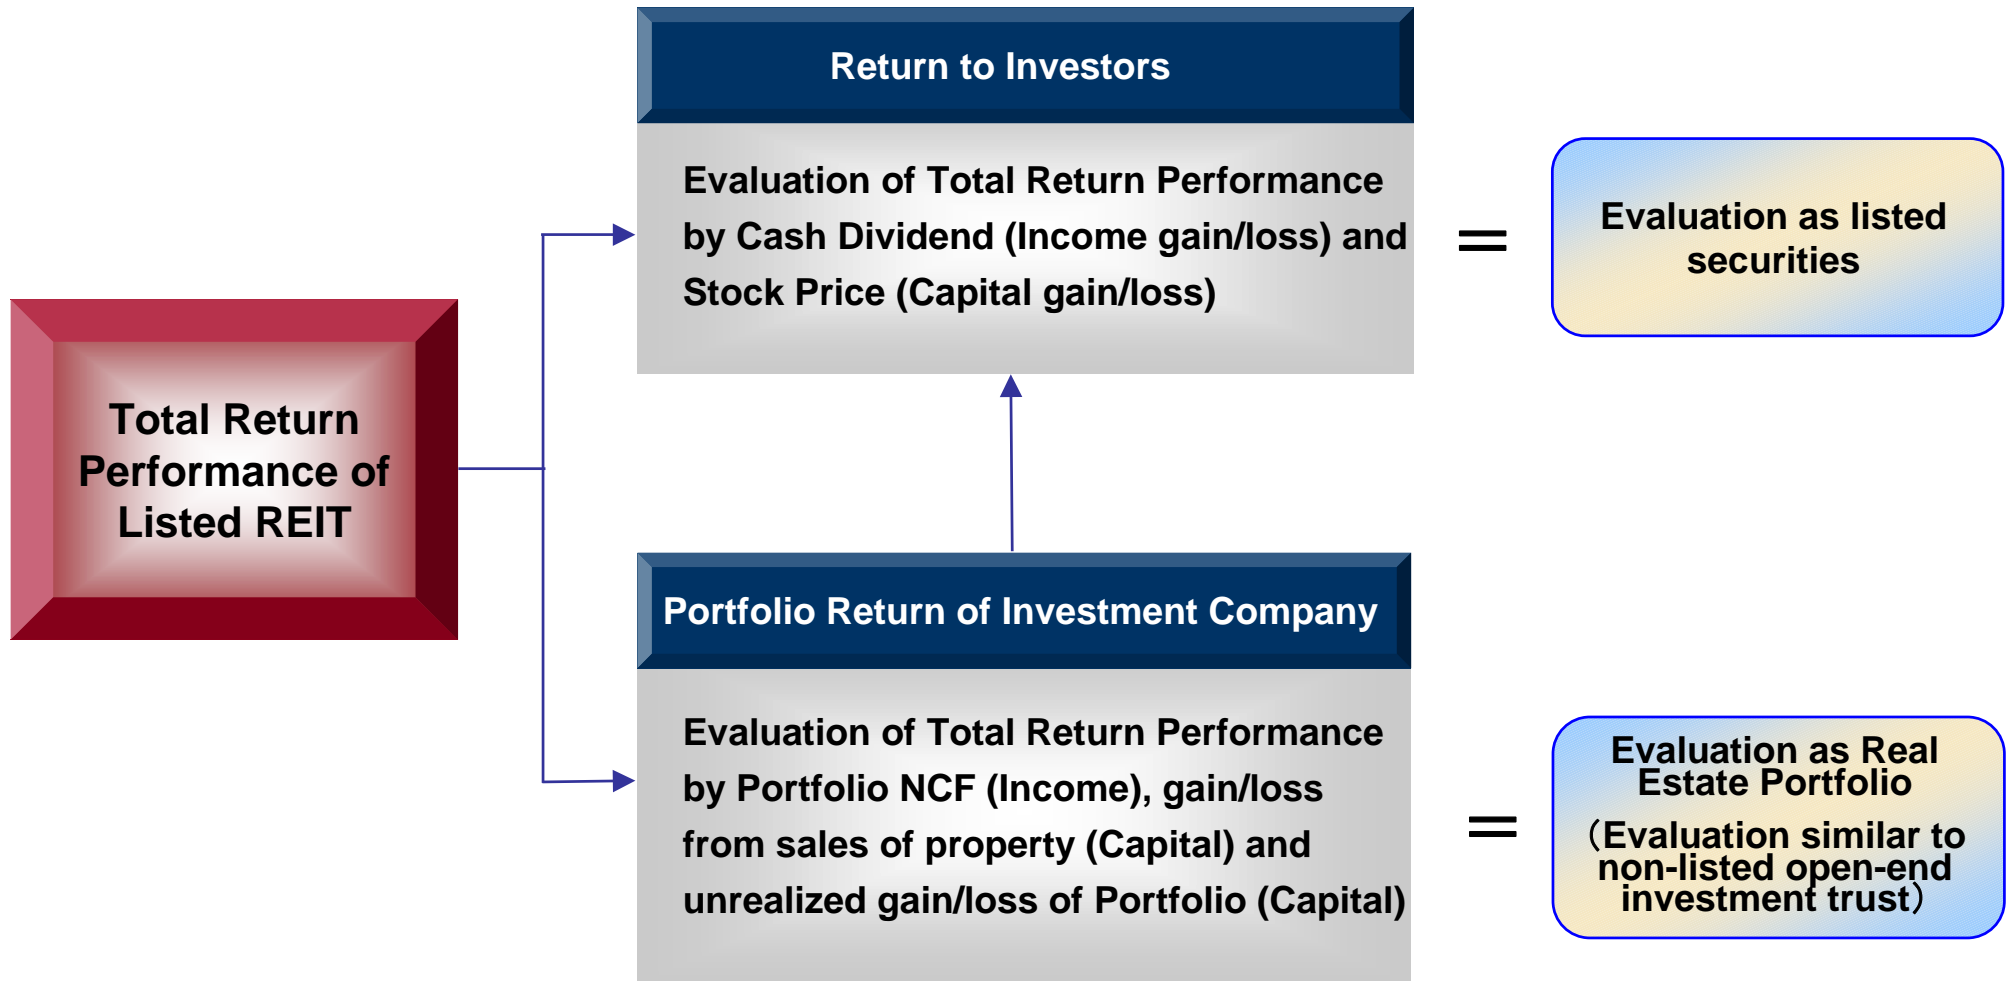 Return to Investors
Evaluation of Total Return Performance
by Cash Dividend (Income gain/loss) and
Stock Price (Capital gain/loss)
=
Evaluation as listed
securities
Total Return
Performance of
Listed REIT
Portfolio Return of Investment Company
Evaluation of Total Return Performance
by Portfolio NCF (Income), gain/loss
from sales of property (Capital) and
unrealized gain/loss of Portfolio (Capital)
=
Evaluation as Real
Estate Portfolio
（Evaluation similar to
non-listed open-end
investment trust）